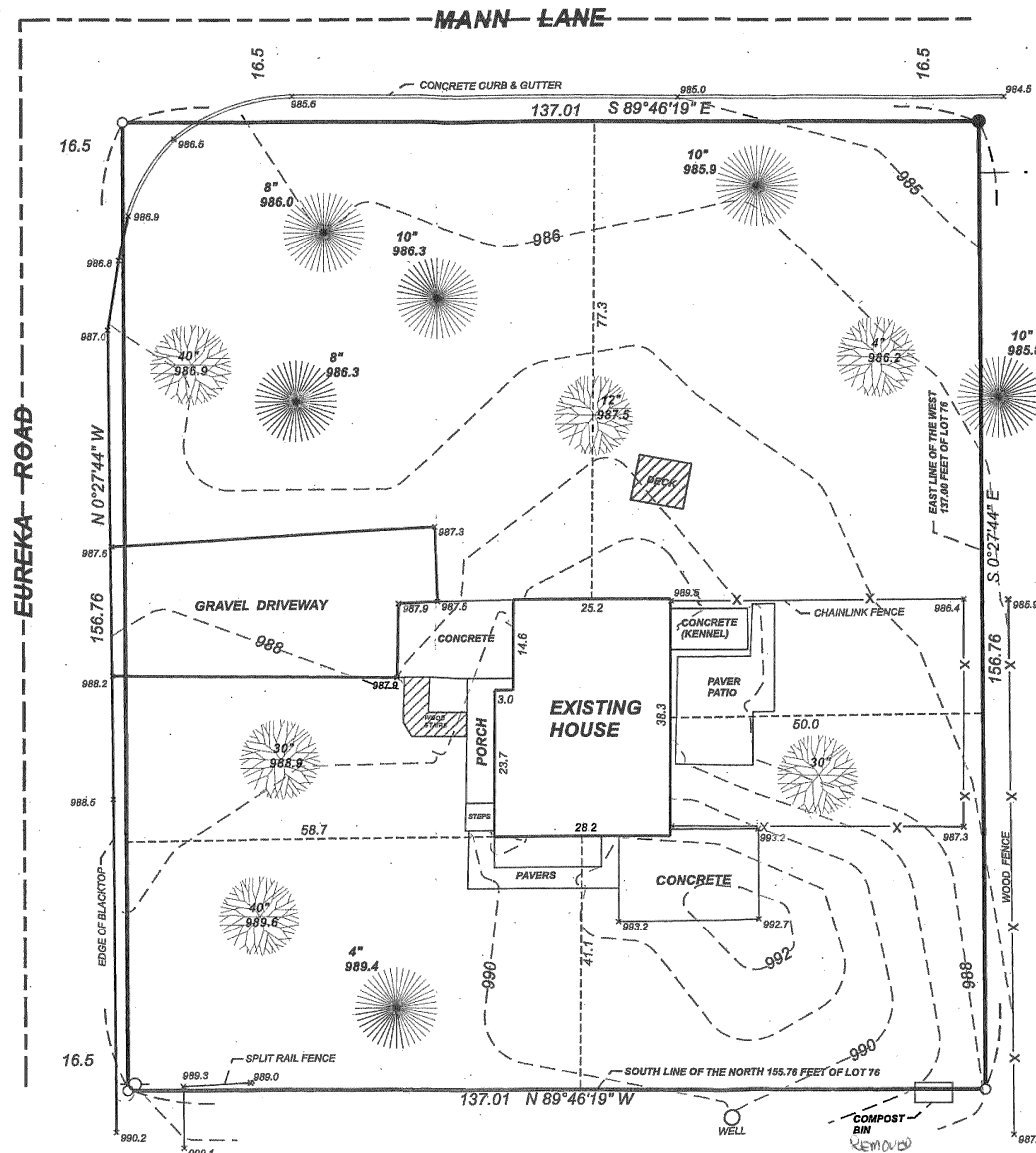 MANN LANE
16.5
16.5
CONCRETE CURB & GUTTER
985.6
985.0
984.5
137.01 S 89°46'19" E
16.5
986.5
10"
985.9
985
8"
986.0
986.9
10"
986.3
986
986.8
77.3
987.0
40"
986.9
8"
986.3
4"
986.2
10"
12"
987.5
EAST LINE OF THE WEST
137.00 FEET OF LOT 76
EUREKA ROAD
N 0°27'44" W
DECK
S 0°27'44" E
987.3
987.6
GRAVEL DRIVEWAY
987.9
987.5
989.5
986.4
985.9
25.2
CHAINLINK FENCE
156.76
988
CONCRETE
14.6
CONCRETE
(KENNEL)
156.76
988.2
987.9
3.0
PAVER
PATIO
WOOD
STAIRS
PORCH
EXISTING
HOUSE
38.3
50.0
23.7
30"
988.9
30"
988.5
STEPS
58.7
28.2
993.2
987.3
WOOD FENCE
PAVERS
CONCRETE
EDGE OF BLACKTOP
40"
989.6
993.2
992.7
41.1
992
4"
989.4
990
988
990
16.5
SPLIT RAIL FENCE
989.3
989.0
SOUTH LINE OF THE NORTH 155.76 FEET OF LOT 76
137.01 N 89°46'19" W
WELL
COMPOST
BIN
REMOVED
990.2